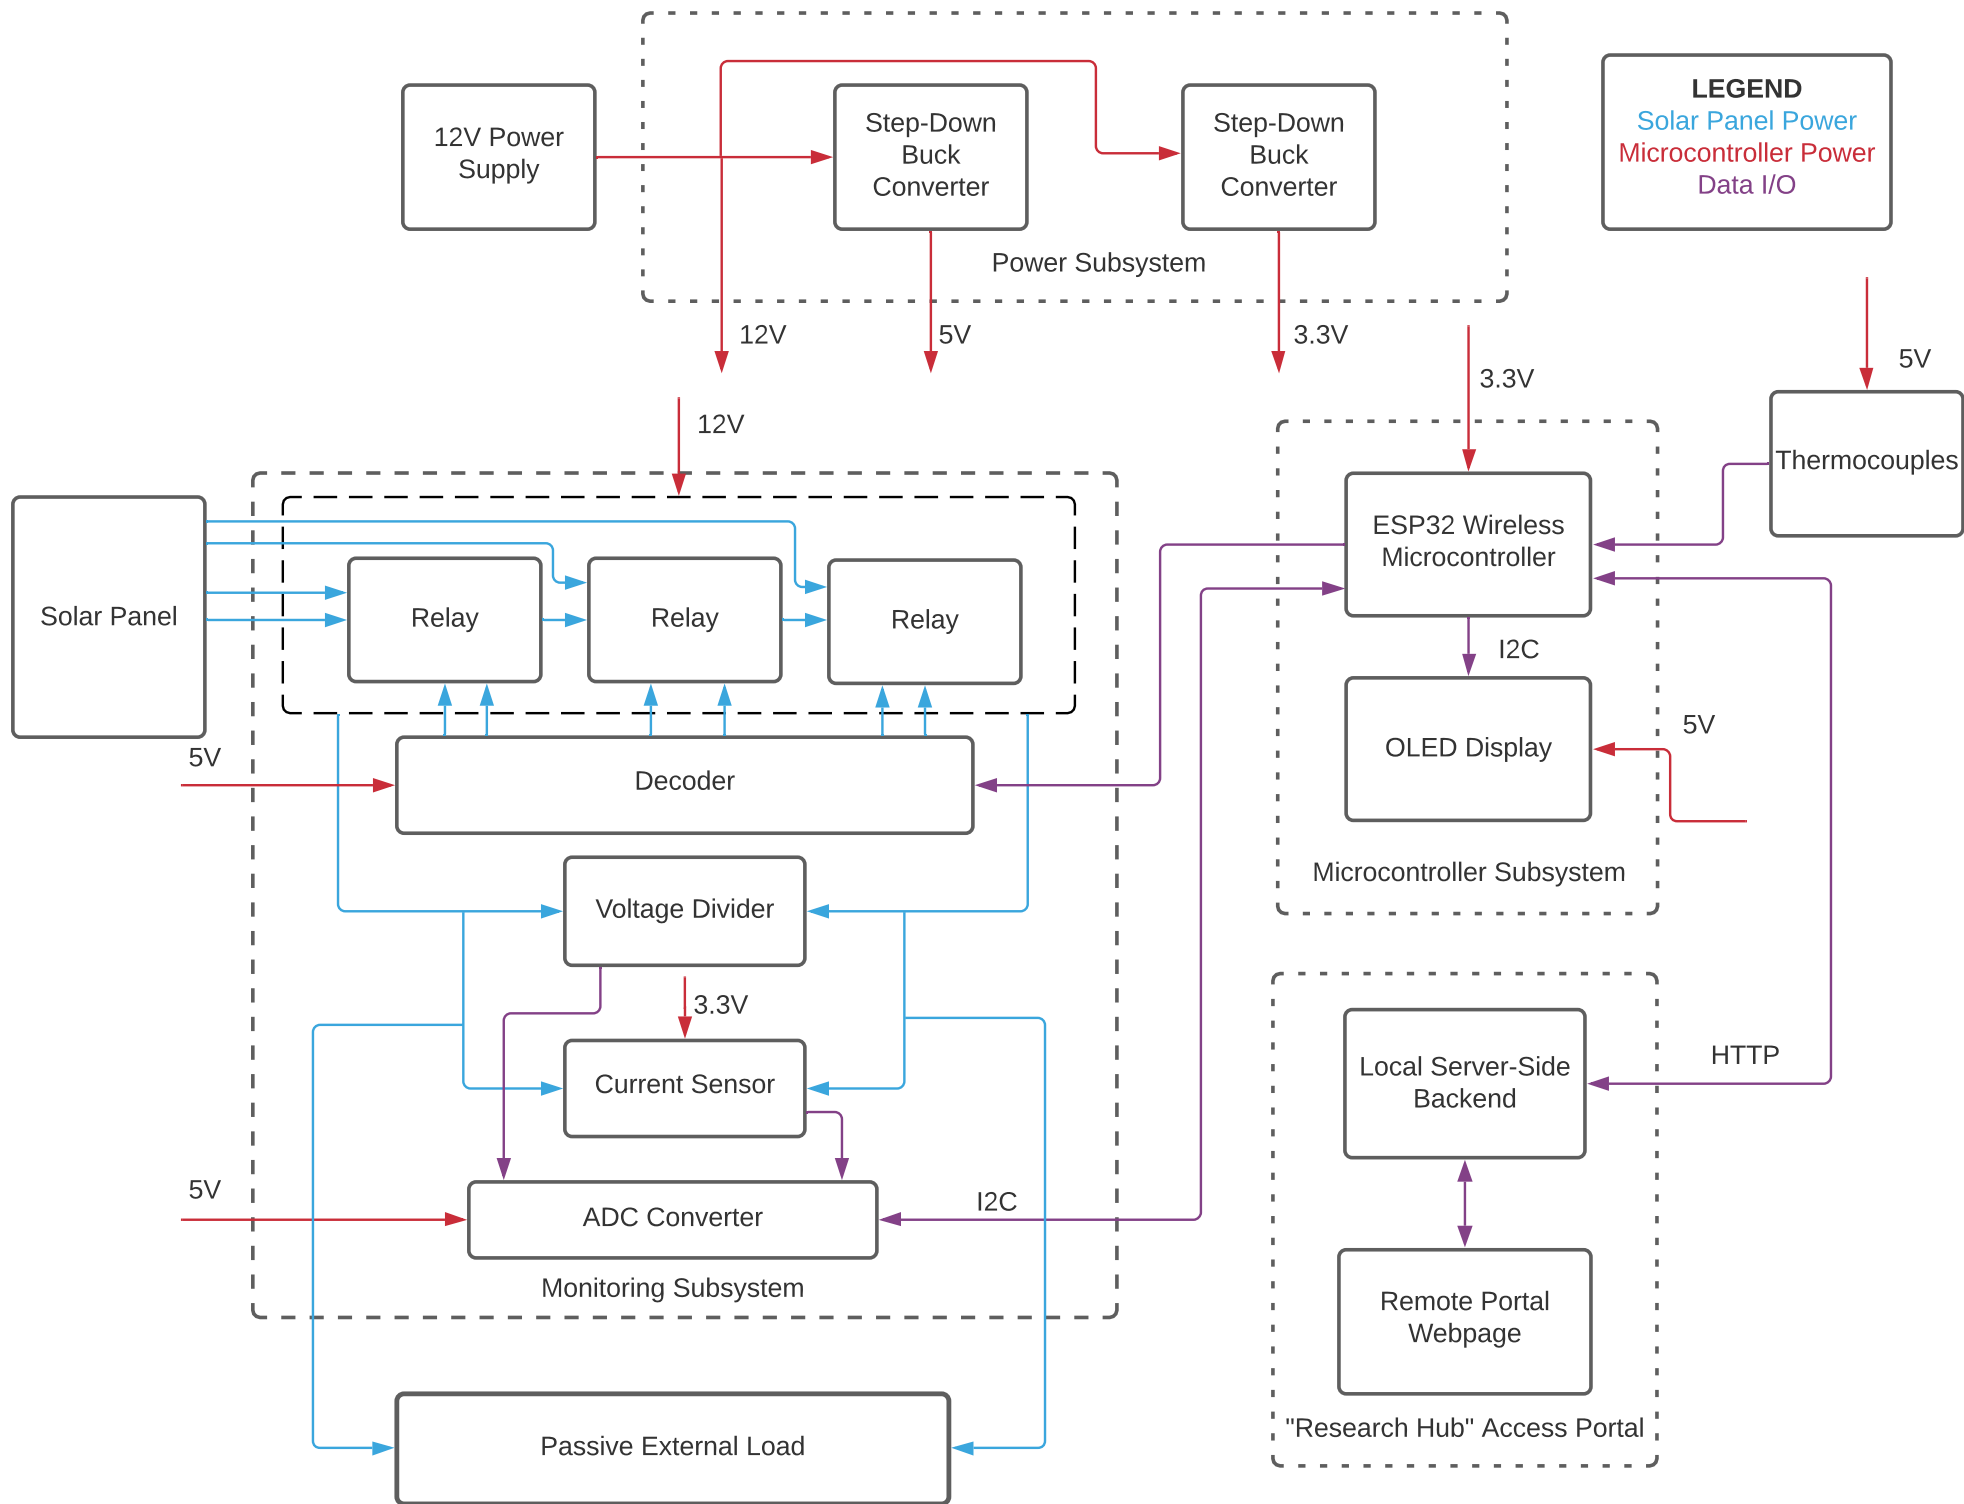 12V Power
Supply
Step-Down
Buck
Converter
Step-Down
Buck
Converter
Power Subsystem
LEGEND
Solar Panel Power
Microcontroller Power
Data I/O
12V
5V
3.3V
3.3V
5V
12V
Thermocouples
Solar Panel
Relay
Relay
Relay
ESP32 Wireless
Microcontroller
I2C
5V
OLED Display
5V
Decoder
Microcontroller Subsystem
Voltage Divider
3.3V
Current Sensor
Local Server-Side
Backend
HTTP
5V
I2C
ADC Converter
Monitoring Subsystem
Remote Portal
Webpage
"Research Hub" Access Portal
Passive External Load